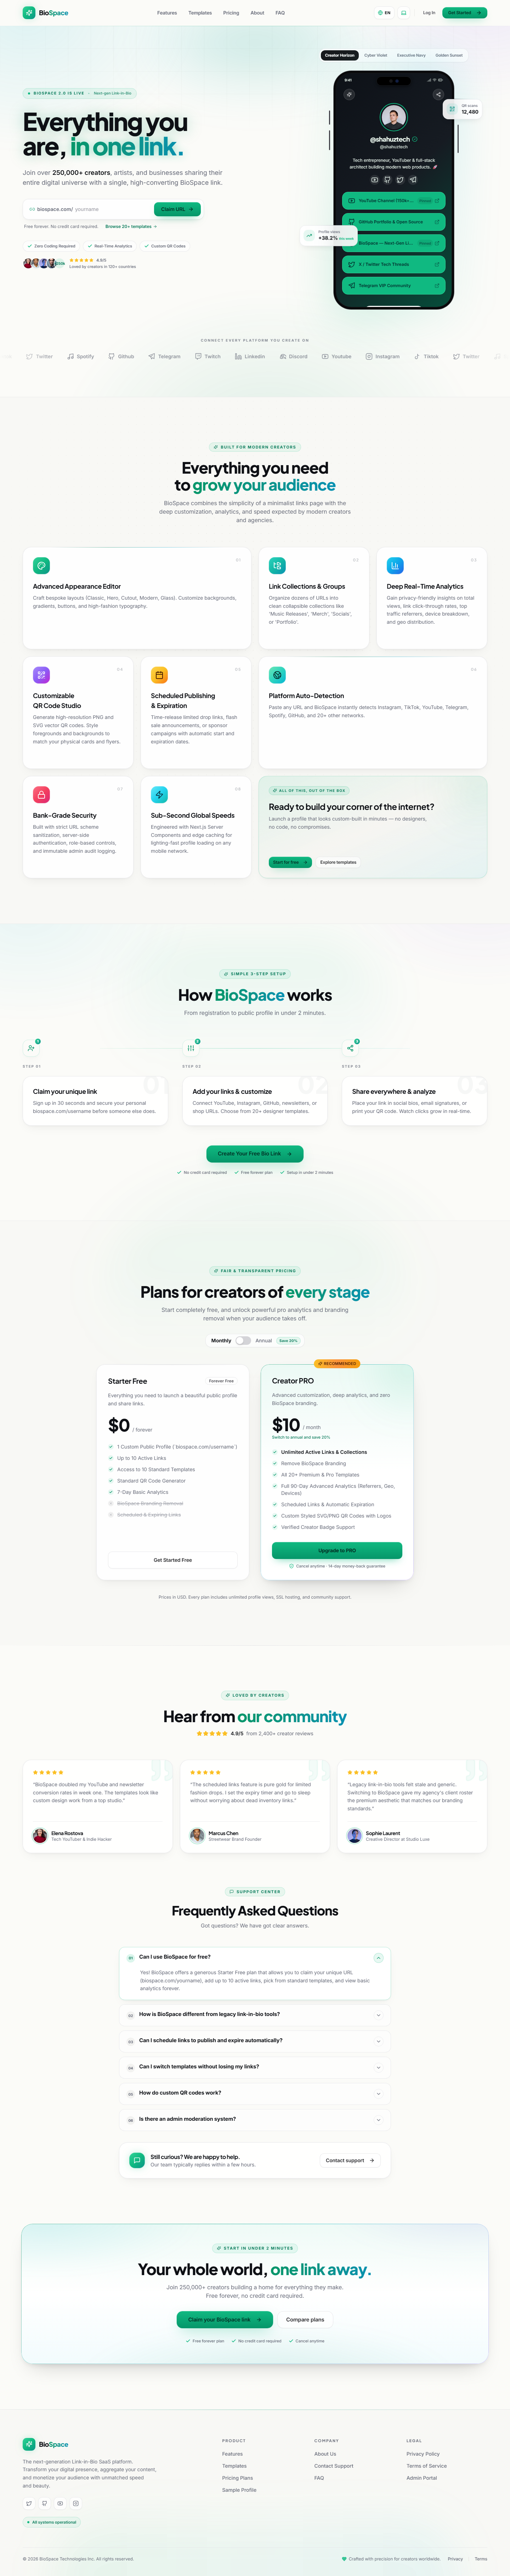 BioSpace
Features
Templates
Pricing
About
FAQ
EN
Log In
Get Started
BIOSPACE 2.0 IS LIVE
Next-gen Link-in-Bio
Everything you
are, in one link.
Join over 250,000+ creators, artists, and businesses sharing their
entire digital universe with a single, high-converting BioSpace link.
biospace.com/ yourname
Claim URL
Free forever. No credit card required.
Browse 20+ templates
Zero Coding Required
Real-Time Analytics
Custom QR Codes
4.9/5
Loved by creators in 120+ countries
Creator Horizon
Cyber Violet
Executive Navy
Golden Sunset
9:41
@shahuztech
@shahuztech
Tech entrepreneur, YouTube & full-stack
architect building modern web products. 🚀
YouTube Channel (110k+...
GitHub Portfolio & Open Source
BioSpace — Next-Gen Li...
X / Twitter Tech Threads
Telegram VIP Community
QR scans
12,480
Profile views
+38.2%
CONNECT EVERY PLATFORM YOU CREATE ON
Twitter
Spotify
Github
Telegram
Twitch
Linkedin
Discord
Youtube
Instagram
Tiktok
Twitter
BUILT FOR MODERN CREATORS
Everything you need
to grow your audience
BioSpace combines the simplicity of a minimalist links page with the
deep customization, analytics, and speed expected by modern creators
and agencies.
01
Advanced Appearance Editor
Craft bespoke layouts (Classic, Hero, Cutout, Modern, Glass). Customize backgrounds,
gradients, buttons, and high-fashion typography.
02
Link Collections & Groups
Organize dozens of URLs into
clean collapsible collections like
'Music Releases', 'Merch', 'Socials',
or 'Portfolio'.
03
Deep Real-Time Analytics
Gain privacy-friendly insights on total
views, link click-through rates, top
traffic referrers, device breakdown,
and geo distribution.
04
Customizable
QR Code Studio
Generate high-resolution PNG and
SVG vector QR codes. Style
foregrounds and backgrounds to
match your physical cards and flyers.
05
Scheduled Publishing
& Expiration
Time-release limited drop links, flash
sale announcements, or sponsor
campaigns with automatic start and
expiration dates.
06
Platform Auto-Detection
Paste any URL and BioSpace instantly detects Instagram, TikTok, YouTube, Telegram,
Spotify, GitHub, and 20+ other networks.
07
Bank-Grade Security
Built with strict URL scheme
sanitization, server-side
authentication, role-based controls,
and immutable admin audit logging.
08
Sub-Second Global Speeds
Engineered with Next.js Server
Components and edge caching for
lighting-fast profile loading on any
mobile network.
ALL OF THIS, OUT OF THE BOX
Ready to build your corner of the internet?
Launch a profile that looks custom-built in minutes — no designers,
no code, no compromises.
Start for free
Explore templates
SIMPLE 3-STEP SETUP
How BioSpace works
From registration to public profile in under 2 minutes.
STEP 01
STEP 02
STEP 03
01
Claim your unique link
Sign up in 30 seconds and secure your personal
biospace.com/username before someone else does.
02
Add your links & customize
Connect YouTube, Instagram, GitHub, newsletters, or
shop URLs. Choose from 20+ designer templates.
03
Share everywhere & analyze
Place your link in social bios, email signatures, or
print your QR code. Watch clicks grow in real-time.
Create Your Free Bio Link
No credit card required
Free forever plan
Setup in under 2 minutes
FAIR & TRANSPARENT PRICING
Plans for creators of every stage
Start completely free, and unlock powerful pro analytics and branding
removal when your audience takes off.
Monthly
Annual
Save 20%
Starter Free
Forever Free
Everything you need to launch a beautiful public profile
and share links.
$0 / forever
1 Custom Public Profile (`biospace.com/username`)
Up to 10 Active Links
Access to 10 Standard Templates
Standard QR Code Generator
7-Day Basic Analytics
BioSpace Branding Removal
Scheduled & Expiring Links
Get Started Free
RECOMMENDED
Creator PRO
Advanced customization, deep analytics, and zero
BioSpace branding.
$10 / month
Switch to annual and save 20%
Unlimited Active Links & Collections
Remove BioSpace Branding
All 20+ Premium & Pro Templates
Full 90-Day Advanced Analytics (Referrers, Geo,
Devices)
Scheduled Links & Automatic Expiration
Custom Styled SVG/PNG QR Codes with Logos
Verified Creator Badge Support
Upgrade to PRO
Cancel anytime · 14-day money-back guarantee
Prices in USD. Every plan includes unlimited profile views, SSL hosting, and community support.
LOVED BY CREATORS
Hear from our community
4.9/5 from 2,400+ creator reviews
"BioSpace doubled my YouTube and newsletter
conversion rates in week one. The templates look like
custom design work from a top studio."
Elena Rostova
Tech YouTuber & Indie Hacker
"The scheduled links feature is pure gold for limited
fashion drops. I set the expiry timer and go to sleep
without worrying about dead inventory links."
Marcus Chen
Streetwear Brand Founder
"Legacy link-in-bio tools felt stale and generic.
Switching to BioSpace gave my agency's client roster
the premium aesthetic that matches our branding
standards."
Sophie Laurent
Creative Director at Studio Luxe
SUPPORT CENTER
Frequently Asked Questions
Got questions? We have got clear answers.
01
Can I use BioSpace for free?
Yes! BioSpace offers a generous Starter Free plan that allows you to claim your unique URL
(biospace.com/yourname), add up to 10 active links, pick from standard templates, and view basic
analytics forever.
02
How is BioSpace different from legacy link-in-bio tools?
03
Can I schedule links to publish and expire automatically?
04
Can I switch templates without losing my links?
05
How do custom QR codes work?
06
Is there an admin moderation system?
Still curious? We are happy to help.
Our team typically replies within a few hours.
Contact support
START IN UNDER 2 MINUTES
Your whole world, one link away.
Join 250,000+ creators building a home for everything they make.
Free forever, no credit card required.
Claim your BioSpace link
Compare plans
Free forever plan
No credit card required
Cancel anytime
BioSpace
The next-generation Link-in-Bio SaaS platform.
Transform your digital presence, aggregate your content,
and monetize your audience with unmatched speed
and beauty.
All systems operational
PRODUCT
Features
Templates
Pricing Plans
Sample Profile
COMPANY
About Us
Contact Support
FAQ
LEGAL
Privacy Policy
Terms of Service
Admin Portal
© 2026 BioSpace Technologies Inc. All rights reserved.
Crafted with precision for creators worldwide.
Privacy
Terms